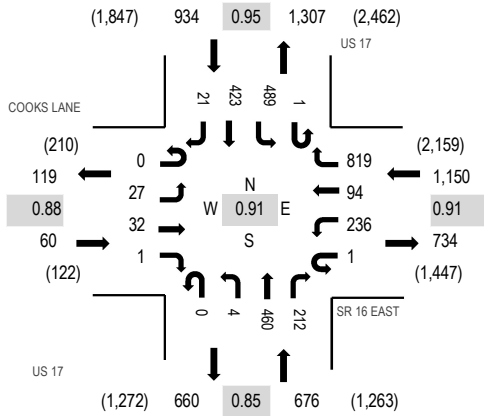 (1,847) 934 0.95 1,307 (2,462)
US 17
21 423 489 1
COOKS LANE
(210)
119
0.88
60
(122)
0
27
32
1
N
W 0.91 E
S
819
94
236
1
(2,159)
1,150
0.91
734
(1,447)
0 4 460 212
SR 16 EAST
US 17
(1,272) 660 0.85 676 (1,263)